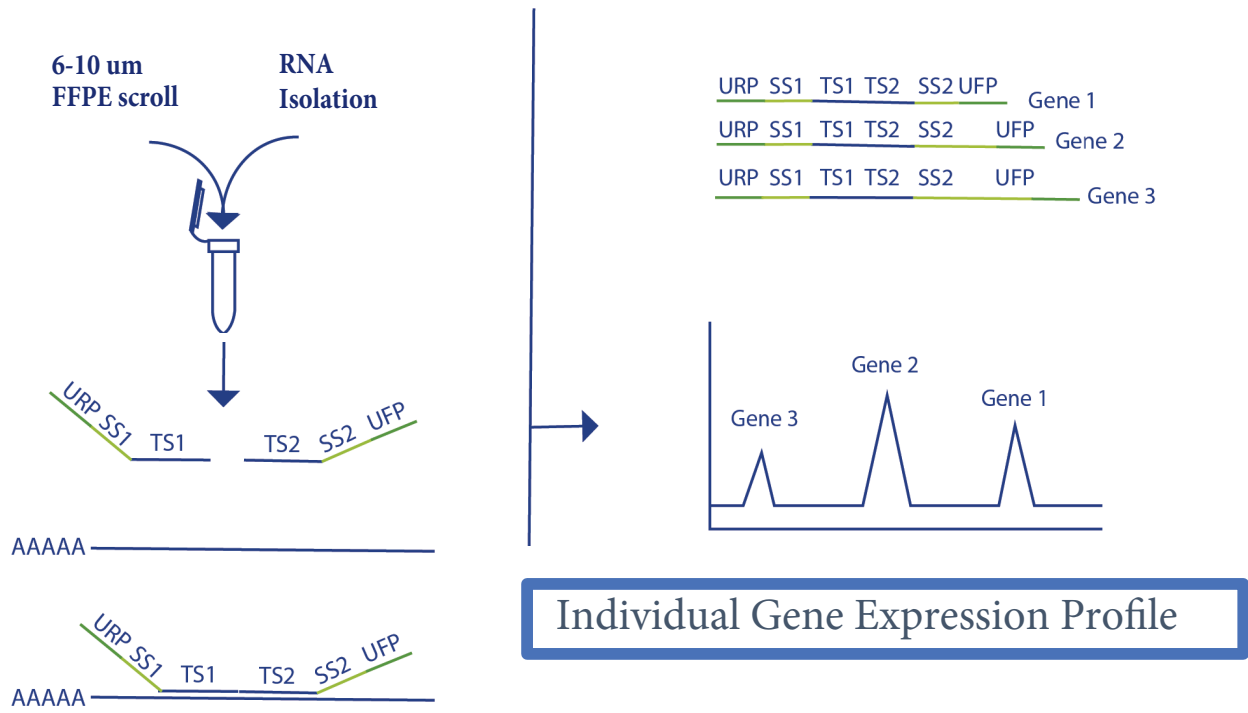 6-10 um
FFPE scroll
RNA
Isolation
URP SS1 TS1 TS2 SS2 UFP
AAAAA
URP SS1 TS1 TS2 SS2 UFP
AAAAA
URP SS1 TS1 TS2 SS2 UFP Gene 1
URP SS1 TS1 TS2 SS2 UFP Gene 2
URP SS1 TS1 TS2 SS2 UFP Gene 3
Gene 3
Gene 2
Gene 1
Individual Gene Expression Profile